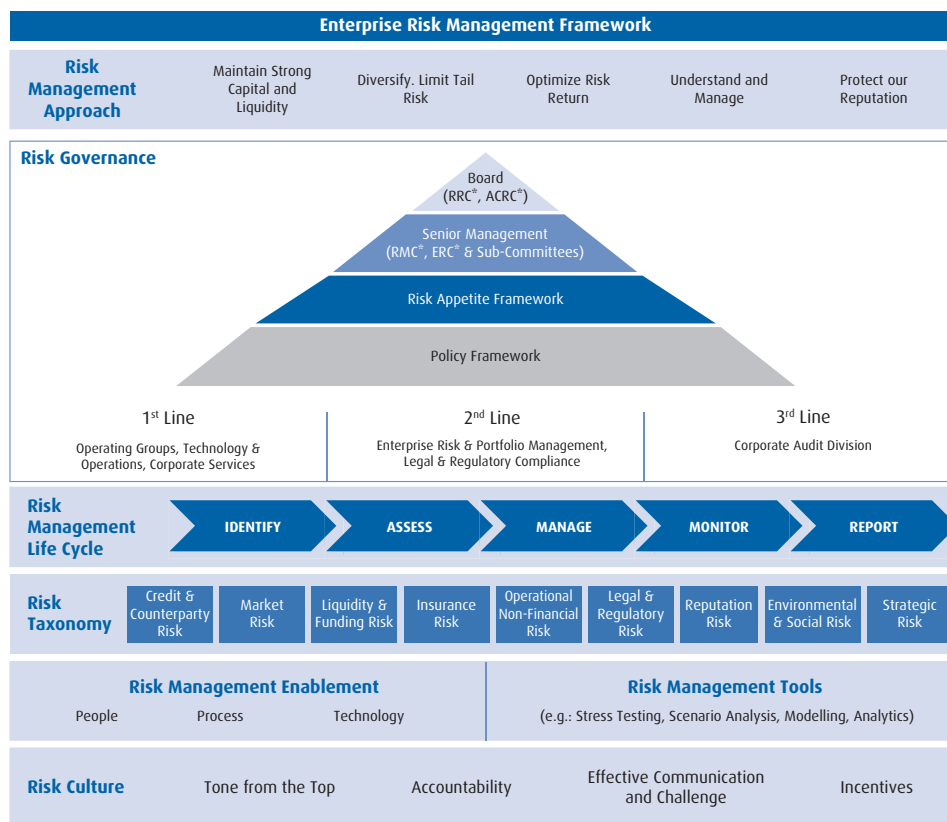 Enterprise Risk Management Framework
Risk
Management
Approach
Maintain Strong
Capital and
Liquidity
Diversify. Limit Tail
Risk
Optimize Risk
Return
Understand and
Manage
Protect our
Reputation
Risk Governance
Board
(RRC*, ACRC*)
Senior Management
(RMC*, ERC* & Sub-Committees)
Risk Appetite Framework
Policy Framework
1st Line
Operating Groups, Technology &
Operations, Corporate Services
2nd Line
Enterprise Risk & Portfolio Management,
Legal & Regulatory Compliance
3rd Line
Corporate Audit Division
Risk
Management
Life Cycle
IDENTIFY
ASSESS
MANAGE
MONITOR
REPORT
Risk
Taxonomy
Credit &
Counterparty
Risk
Market
Risk
Liquidity &
Funding Risk
Insurance
Risk
Operational
Non-Financial
Risk
Legal &
Regulatory
Risk
Reputation
Risk
Environmental
& Social Risk
Strategic
Risk
Risk Management Enablement
People
Process
Technology
Risk Management Tools
(e.g.: Stress Testing, Scenario Analysis, Modelling, Analytics)
Risk Culture
Tone from the Top
Accountability
Effective Communication
and Challenge
Incentives